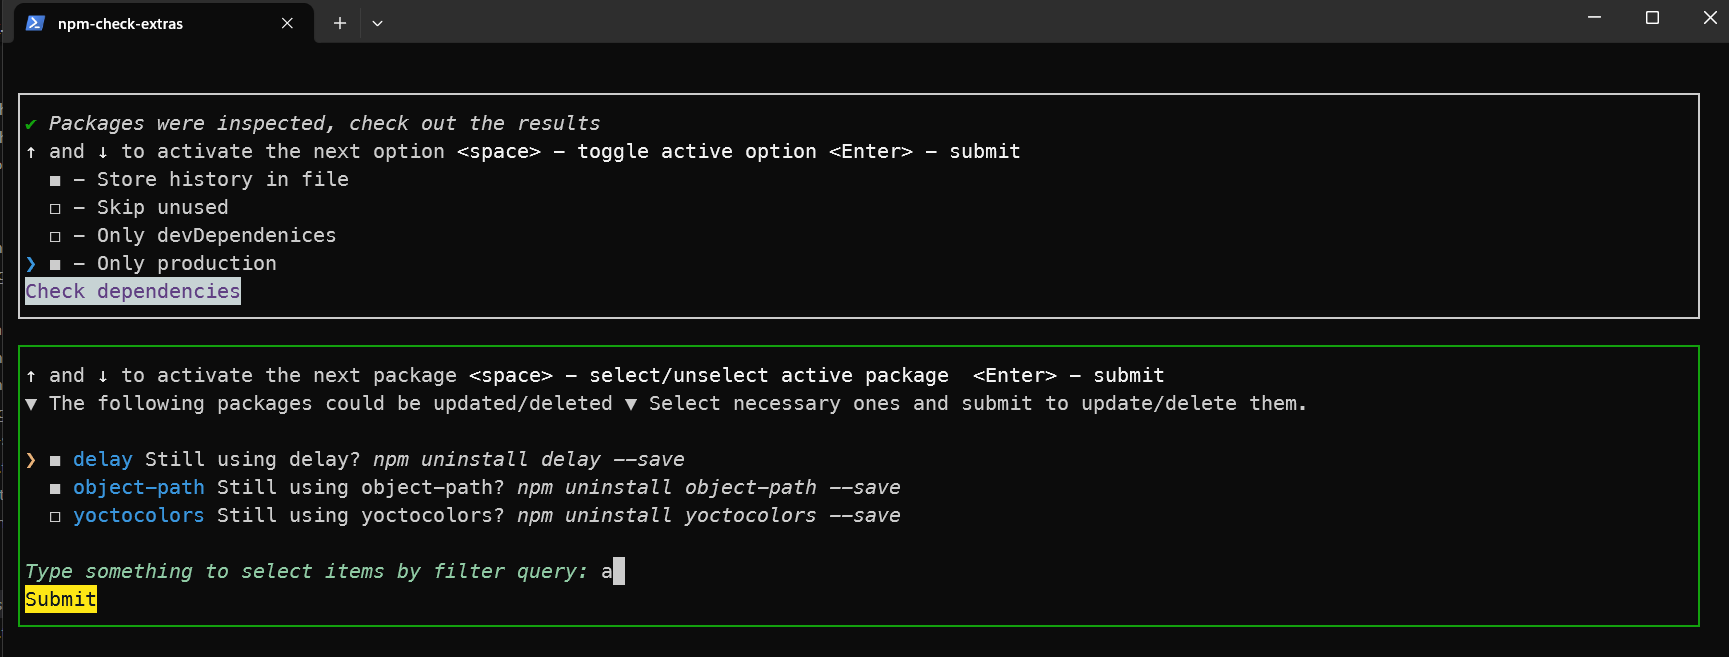 npm-check-extras
✔ Packages were inspected, check out the results
↑ and ↓ to activate the next option <space> - toggle active option <Enter> - submit
◼ - Store history in file
◻ - Skip unused
◻ - Only devDependenices
❯ ◼ - Only production
Check dependencies
↑ and ↓ to activate the next package <space> - select/unselect active package <Enter> - submit
▼ The following packages could be updated/deleted ▼ Select necessary ones and submit to update/delete them.
❯ ◼ delay Still using delay? npm uninstall delay --save
◼ object-path Still using object-path? npm uninstall object-path --save
◻ yoctocolors Still using yoctocolors? npm uninstall yoctocolors --save
Type something to select items by filter query: a
Submit